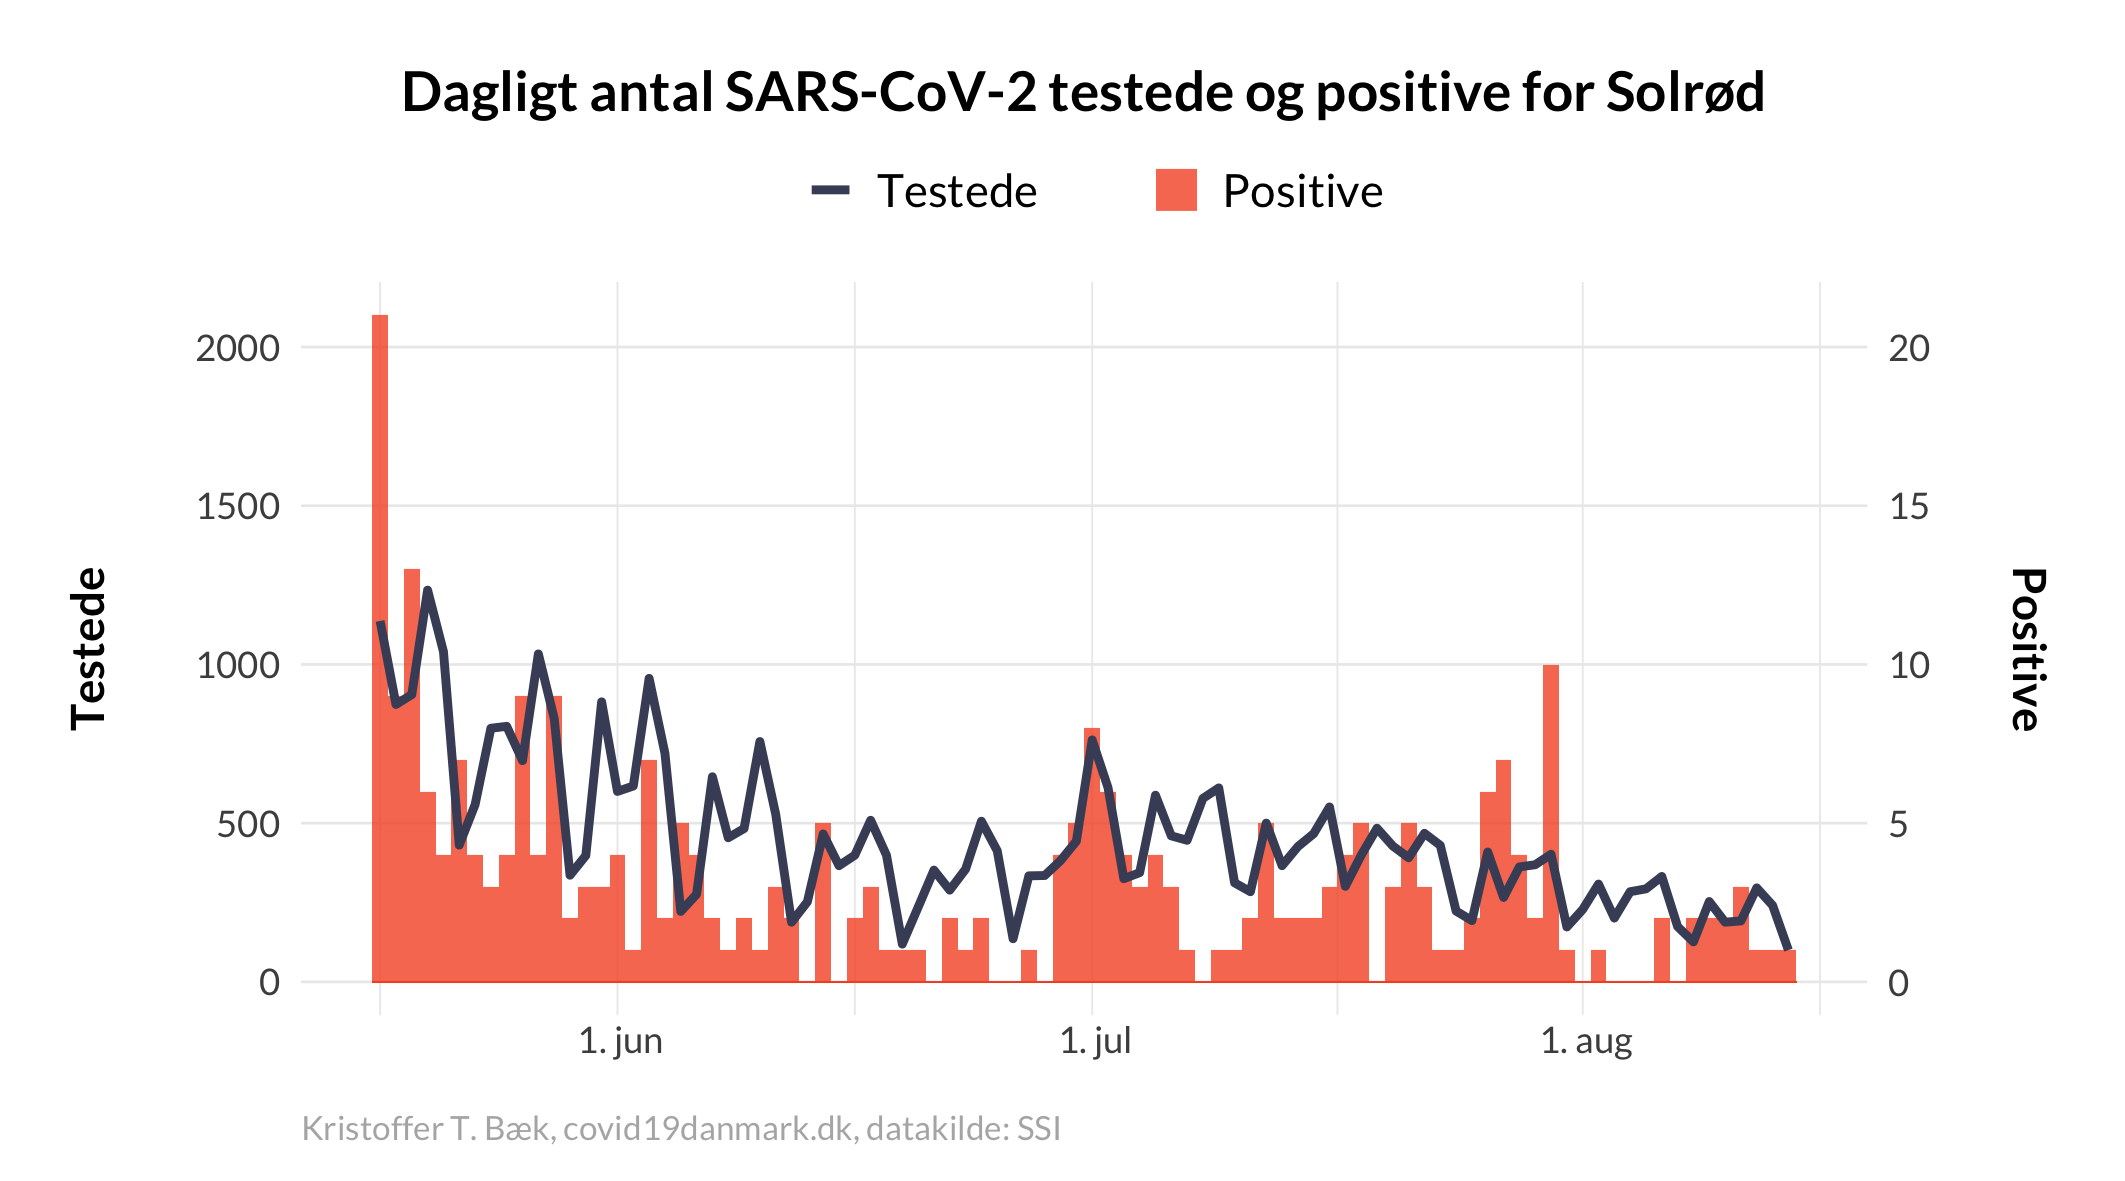 Dagligt antal SARS-CoV-2 testede og positive for Solrød
Testede
Positive
2000
1500
1000
500
0
20
15
10
5
0
Testede
Positive
1. jun
1. jul
1. aug
Kristoffer T. Bæk, covid19danmark.dk, datakilde: SSI